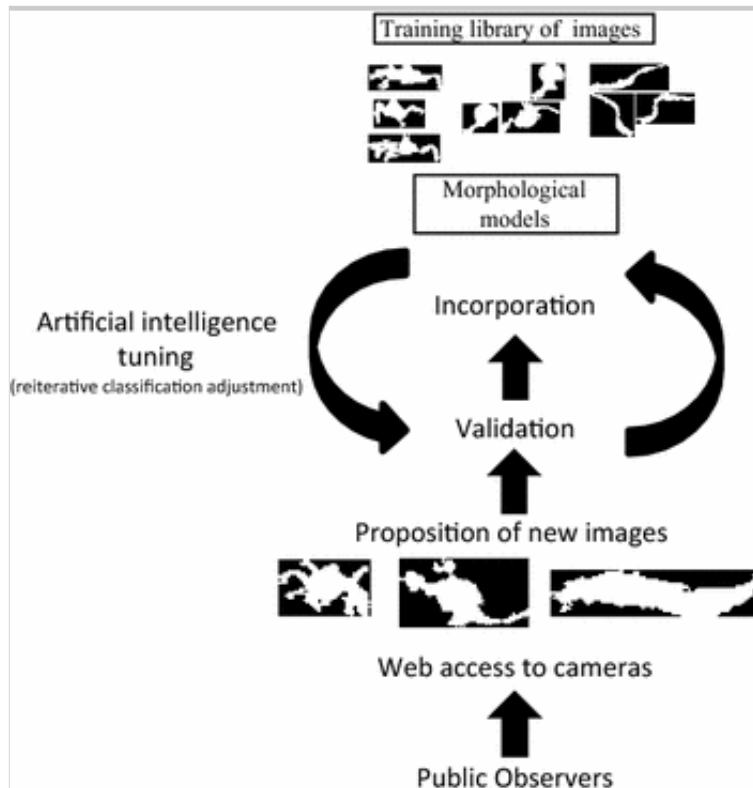 Training library of images
Morphological
models
Incorporation
Artificial intelligence
tuning
(reiterative classification adjustment)
Validation
Proposition of new images
Web access to cameras
Public Observers